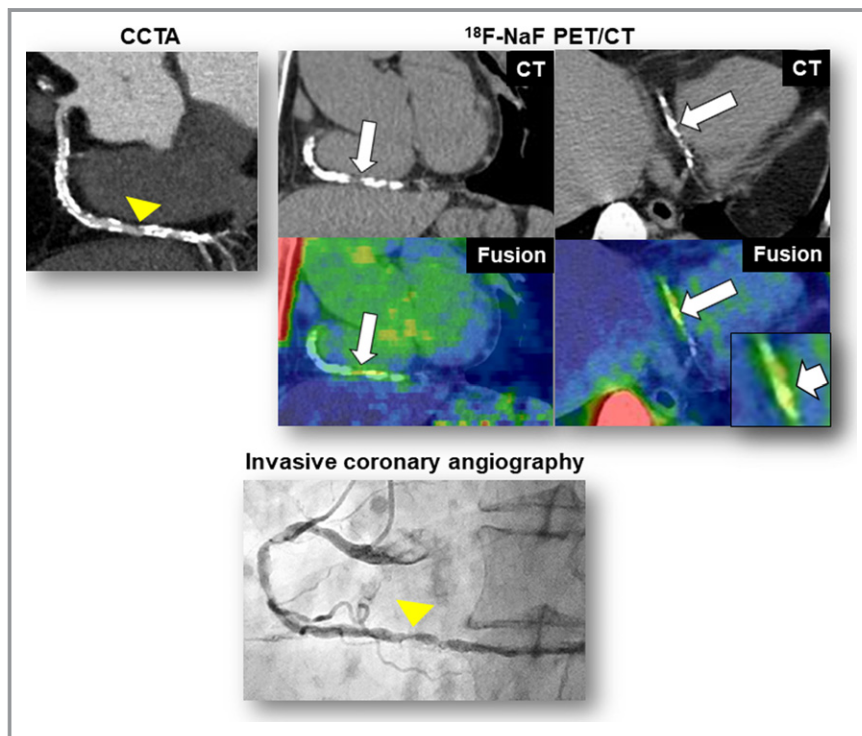 CCTA
¹⁸F-NaF PET/CT
CT
CT
Fusion
Fusion
Invasive coronary angiography